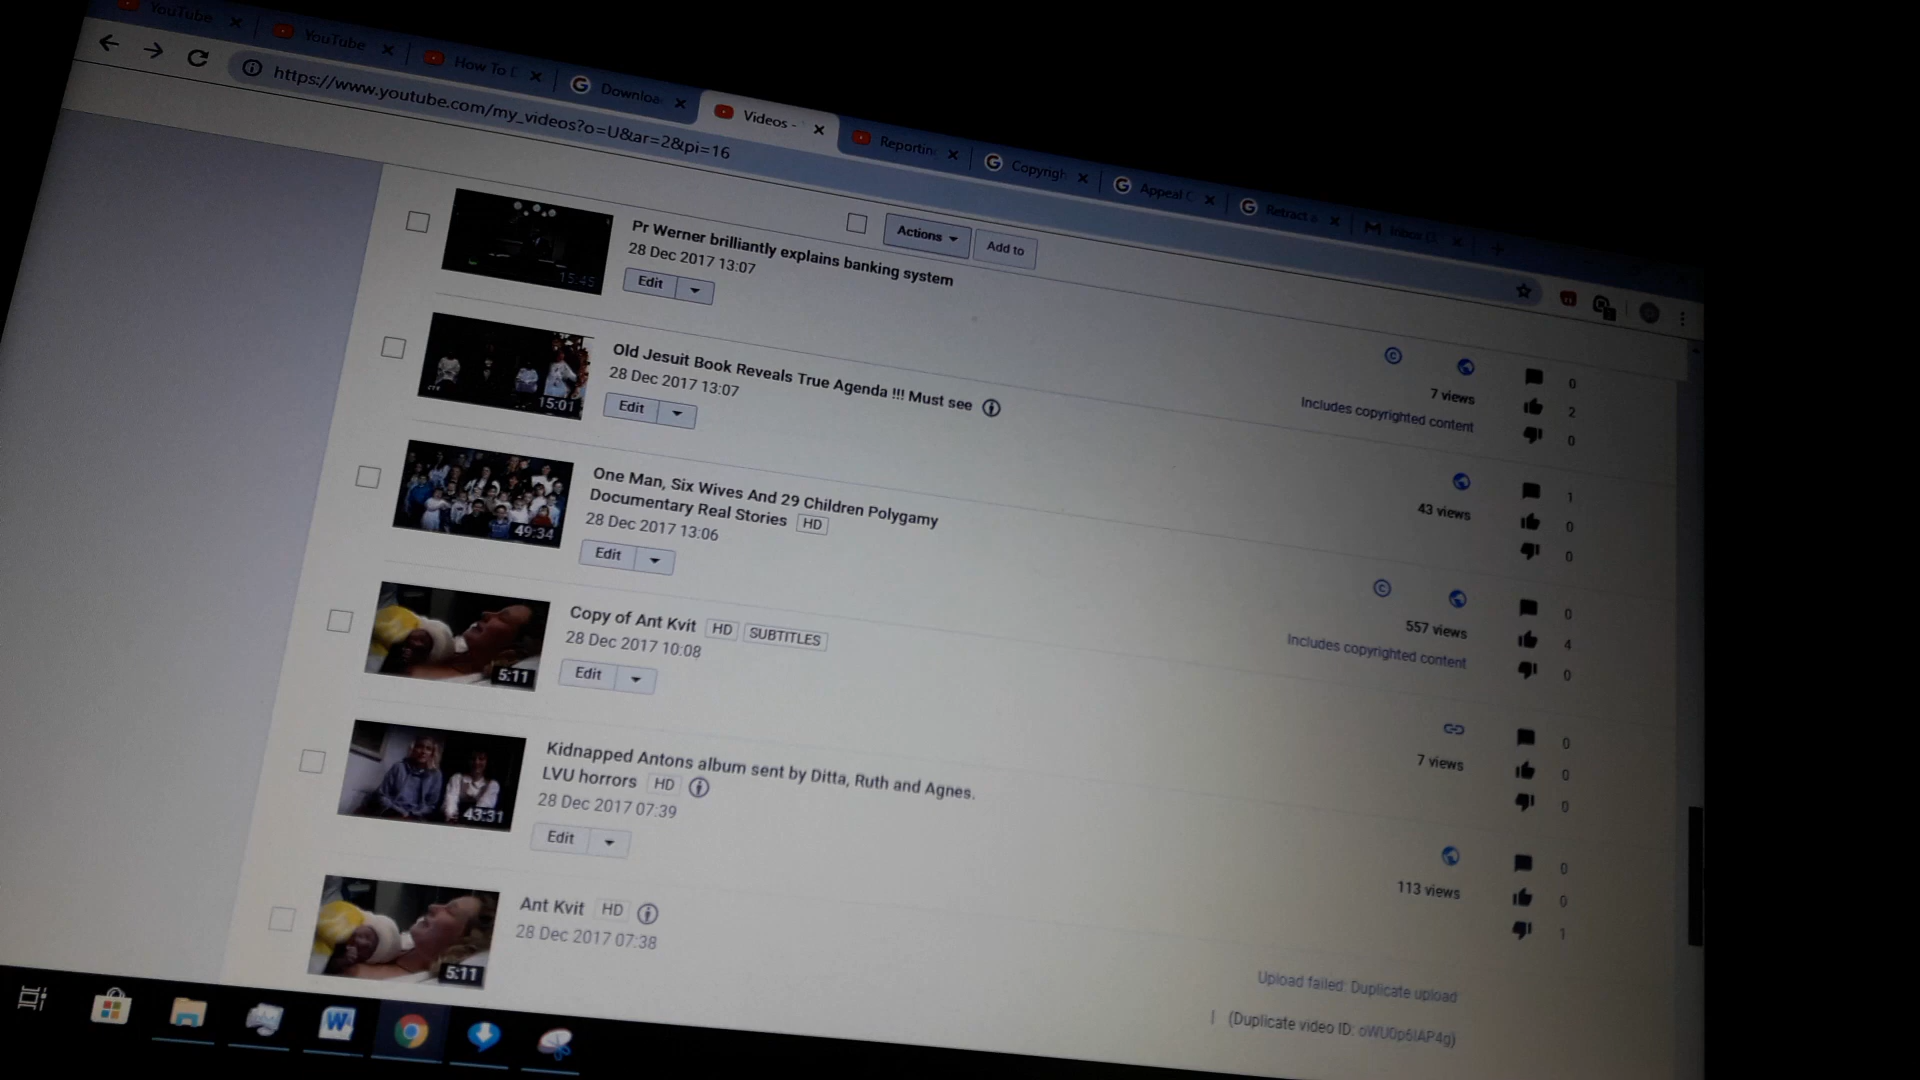 YouTube
YouTube
How To
Downloa
Videos -
Reportin
Copyrigh
Appeal C
Retract a
Inbox
https://www.youtube.com/my_videos?o=U&ar=2&pi=16
Actions
Add to
15:45
Pr Werner brilliantly explains banking system
28 Dec 2017 13:07
Edit
7 views
Includes copyrighted content
0
2
0
15:01
Old Jesuit Book Reveals True Agenda !!! Must see
28 Dec 2017 13:07
Edit
43 views
1
0
0
49:34
One Man, Six Wives And 29 Children Polygamy
Documentary Real Stories HD
28 Dec 2017 13:06
Edit
557 views
Includes copyrighted content
0
4
0
5:11
Copy of Ant Kvit HD SUBTITLES
28 Dec 2017 10:08
Edit
7 views
0
0
0
43:31
Kidnapped Antons album sent by Ditta, Ruth and Agnes.
LVU horrors HD
28 Dec 2017 07:39
Edit
113 views
0
0
1
5:11
Ant Kvit HD
28 Dec 2017 07:38
Upload failed: Duplicate upload
| (Duplicate video ID: oWU0p5IAP4g)